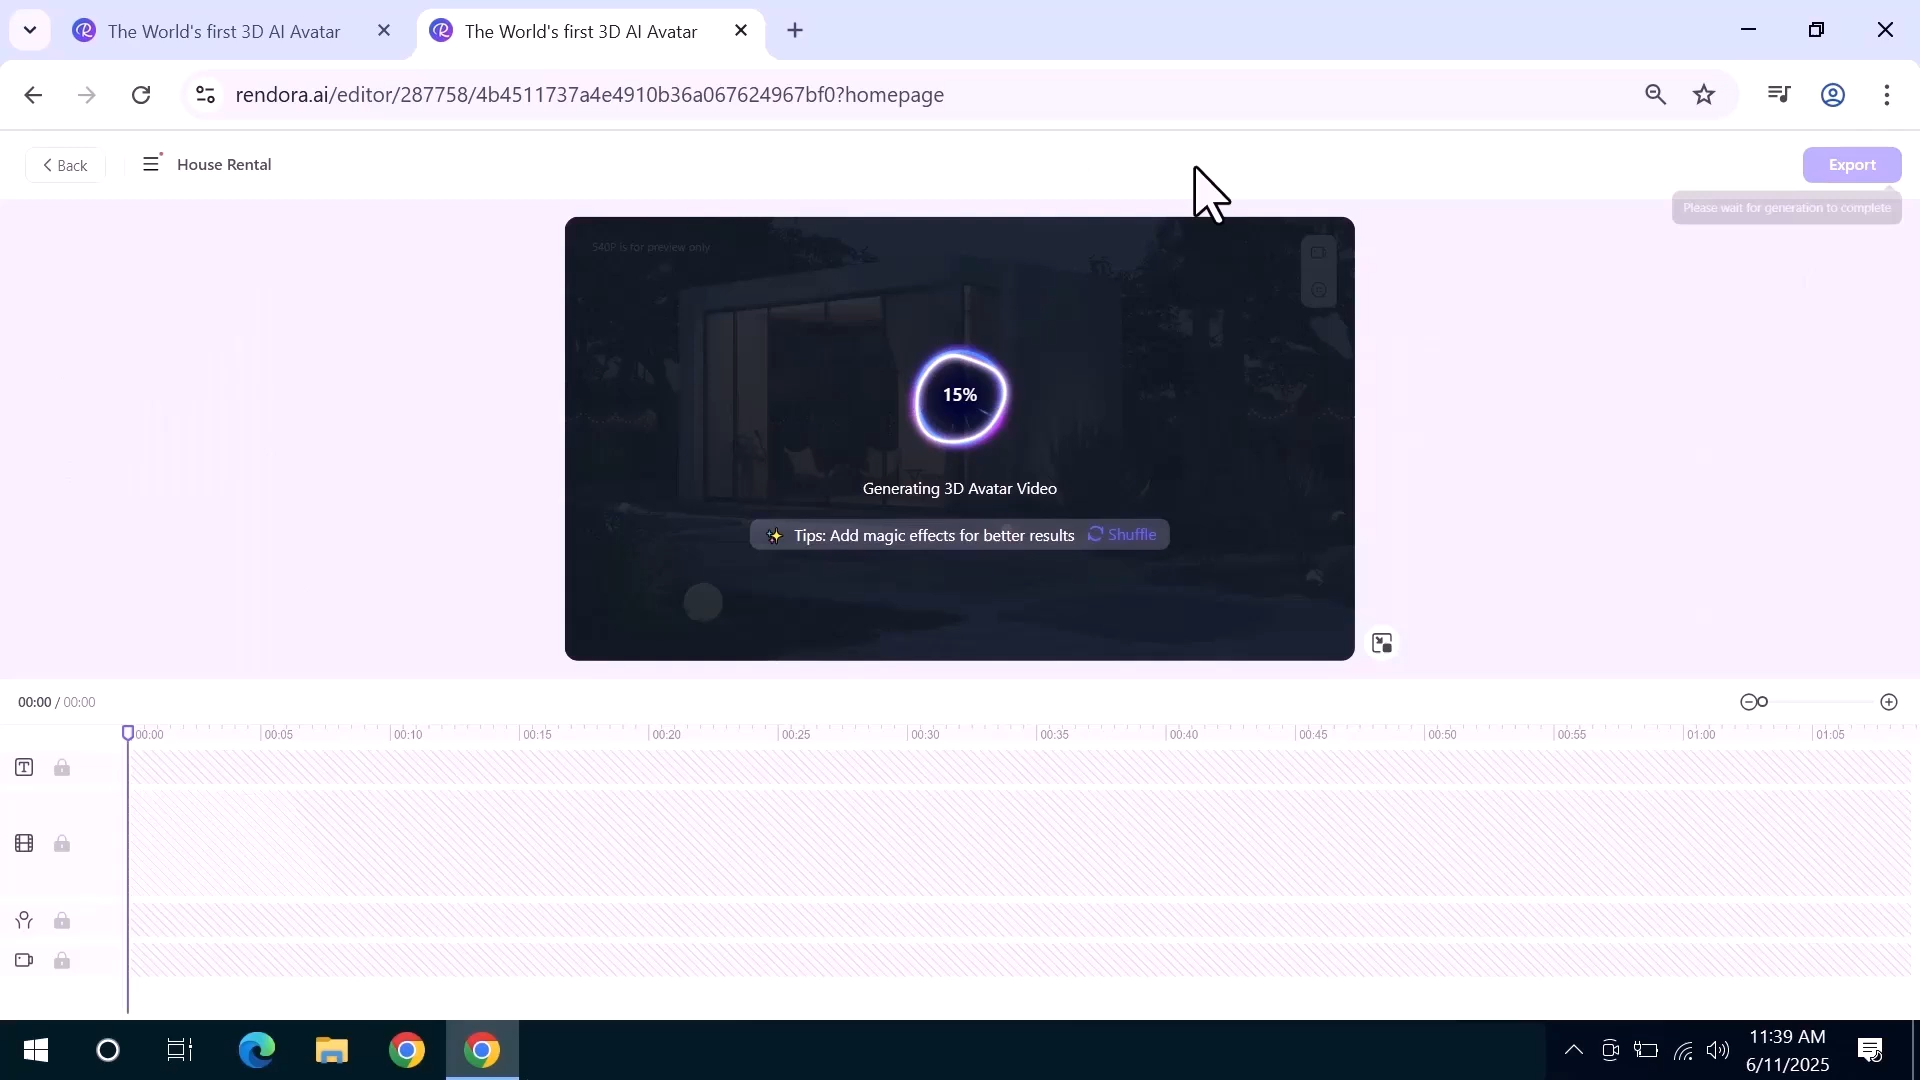 The World's first 3D AI Avatar
The World's first 3D AI Avatar
rendora.ai/editor/287758/4b4511737a4e4910b36a067624967bf0?homepage
Back
House Rental
Export
Please wait for generation to complete
540P is for preview only
15%
Generating 3D Avatar Video
Tips: Add magic effects for better results Shuffle
00:00 / 00:00
00:00 00:05 00:10 00:15 00:20 00:25 00:30 00:35 00:40 00:45 00:50 00:55 01:00 01:05
11:39 AM
6/11/2025